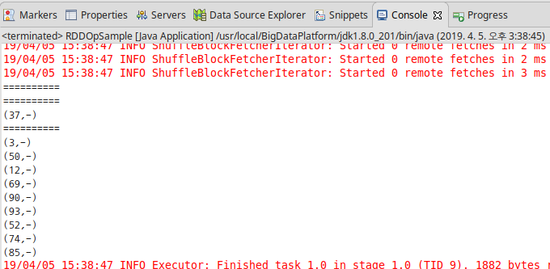 Markers Properties Servers Data Source Explorer Snippets Console Progress
<terminated> RDDOpSample [Java Application] /usr/local/BigDataPlatform/jdk1.8.0_201/bin/java (2019. 4. 5. 오후 3:38:45)
19/04/05 15:38:47 INFO ShuffleBlockFetcherIterator: Started 0 remote fetches in 2 ms
19/04/05 15:38:47 INFO ShuffleBlockFetcherIterator: Started 0 remote fetches in 2 ms
19/04/05 15:38:47 INFO ShuffleBlockFetcherIterator: Started 0 remote fetches in 3 ms
==========
==========
(37,-)
==========
(3,-)
(50,-)
(12,-)
(69,-)
(90,-)
(93,-)
(52,-)
(74,-)
(85,-)
19/04/05 15:38:47 INFO Executor: Finished task 1.0 in stage 1.0 (TID 9). 1882 bytes